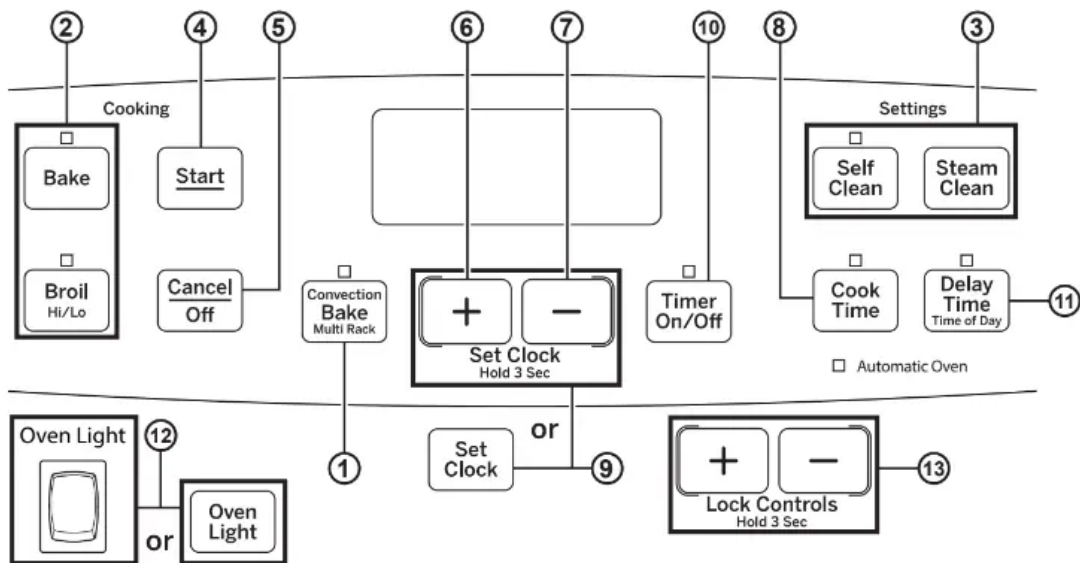 2
4
5
6
7
10
8
3
Cooking
Settings
Bake
Start
Self
Clean
Steam
Clean
Broil
Hi/Lo
Cancel
Off
Convection
Bake
Multi Rack
+
−
Set Clock
Hold 3 Sec
Timer
On/Off
Cook
Time
Delay
Time
Time of Day
11
Automatic Oven
Oven Light
12
or
Oven
Light
1
Set
Clock
or
9
+
−
Lock Controls
Hold 3 Sec
13